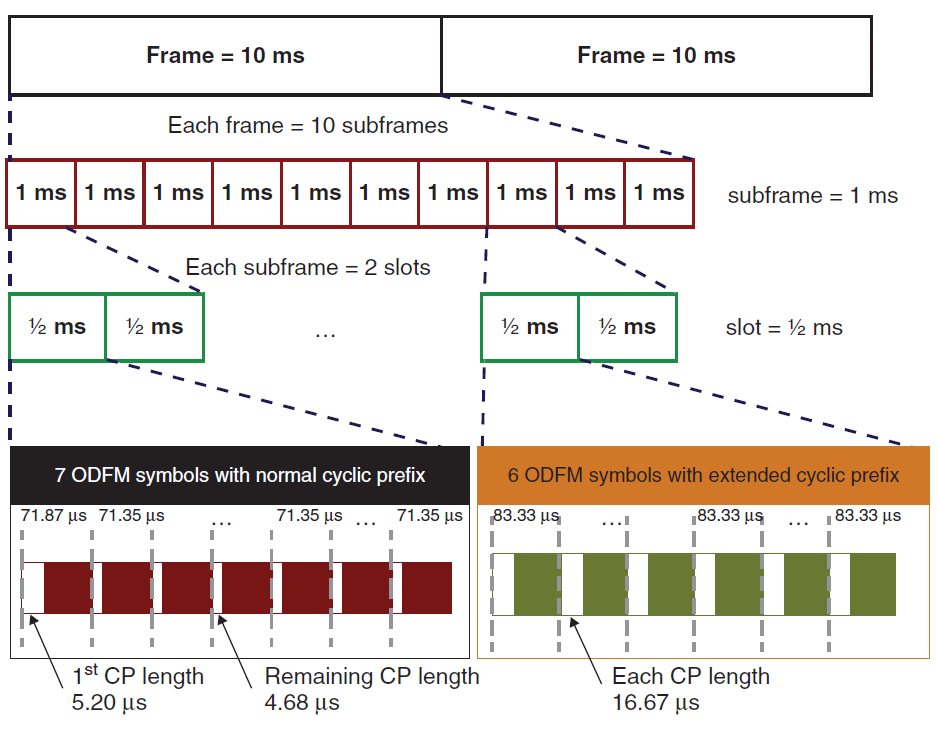 Frame = 10 ms Frame = 10 ms
Each frame = 10 subframes
1 ms 1 ms 1 ms 1 ms 1 ms 1 ms 1 ms 1 ms 1 ms 1 ms subframe = 1 ms
Each subframe = 2 slots
½ ms ½ ms ... ½ ms ½ ms slot = ½ ms
7 ODFM symbols with normal cyclic prefix
71.87 µs 71.35 µs ... 71.35 µs ... 71.35 µs
1st CP length
5.20 µs
Remaining CP length
4.68 µs
6 ODFM symbols with extended cyclic prefix
83.33 µs ... 83.33 µs ... 83.33 µs
Each CP length
16.67 µs